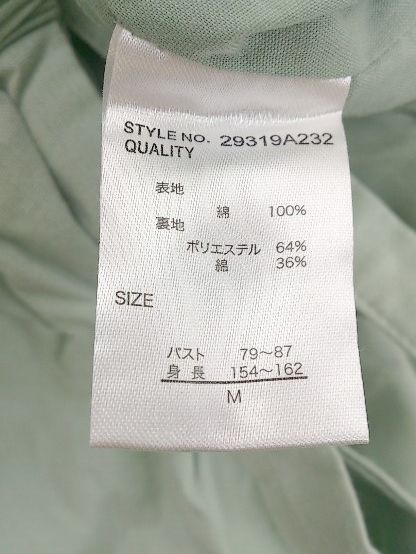 STYLE NO. 29319A232
QUALITY
表地
綿 100%
裏地
ポリエステル 64%
綿 36%
SIZE
バスト 79～87
身長 154～162
M